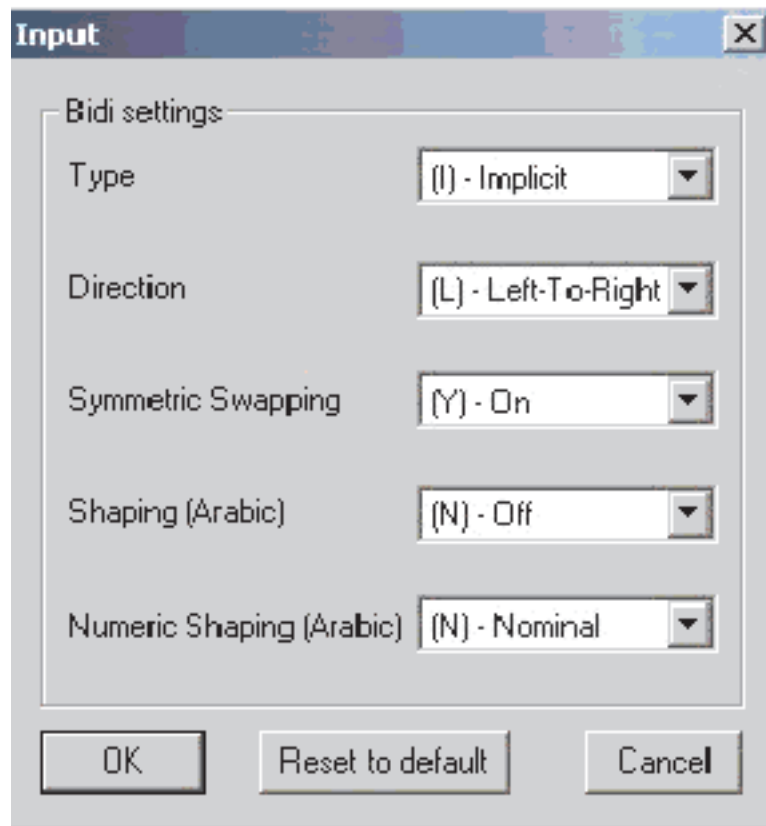 Input
Bidi settings
Type (I) - Implicit
Direction (L) - Left-To-Right
Symmetric Swapping (Y) - On
Shaping (Arabic) (N) - Off
Numeric Shaping (Arabic) (N) - Nominal
OK Reset to default Cancel